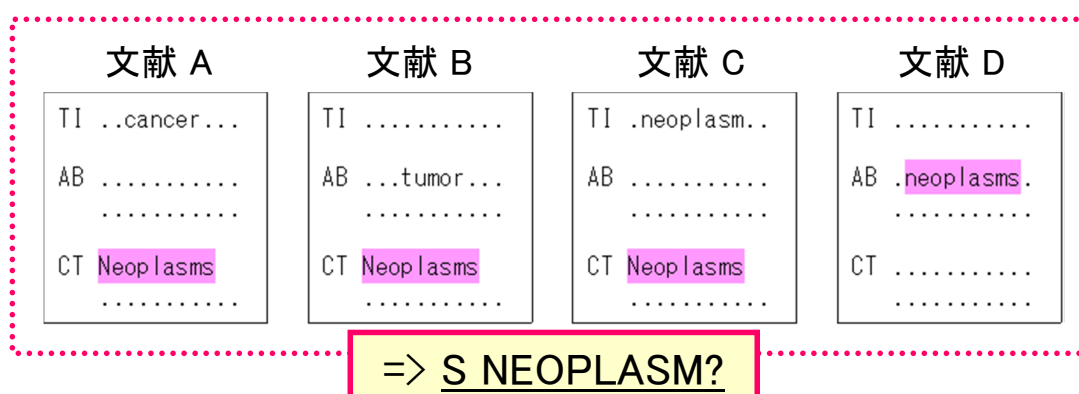 文献 A
TI ..cancer...
AB ...........
...........
CT Neoplasms
...........
文献 B
TI ...........
AB ...tumor...
...........
CT Neoplasms
...........
文献 C
TI .neoplasm..
AB ...........
...........
CT Neoplasms
...........
文献 D
TI ...........
AB .neoplasms.
...........
CT ...........
...........
=> S NEOPLASM?